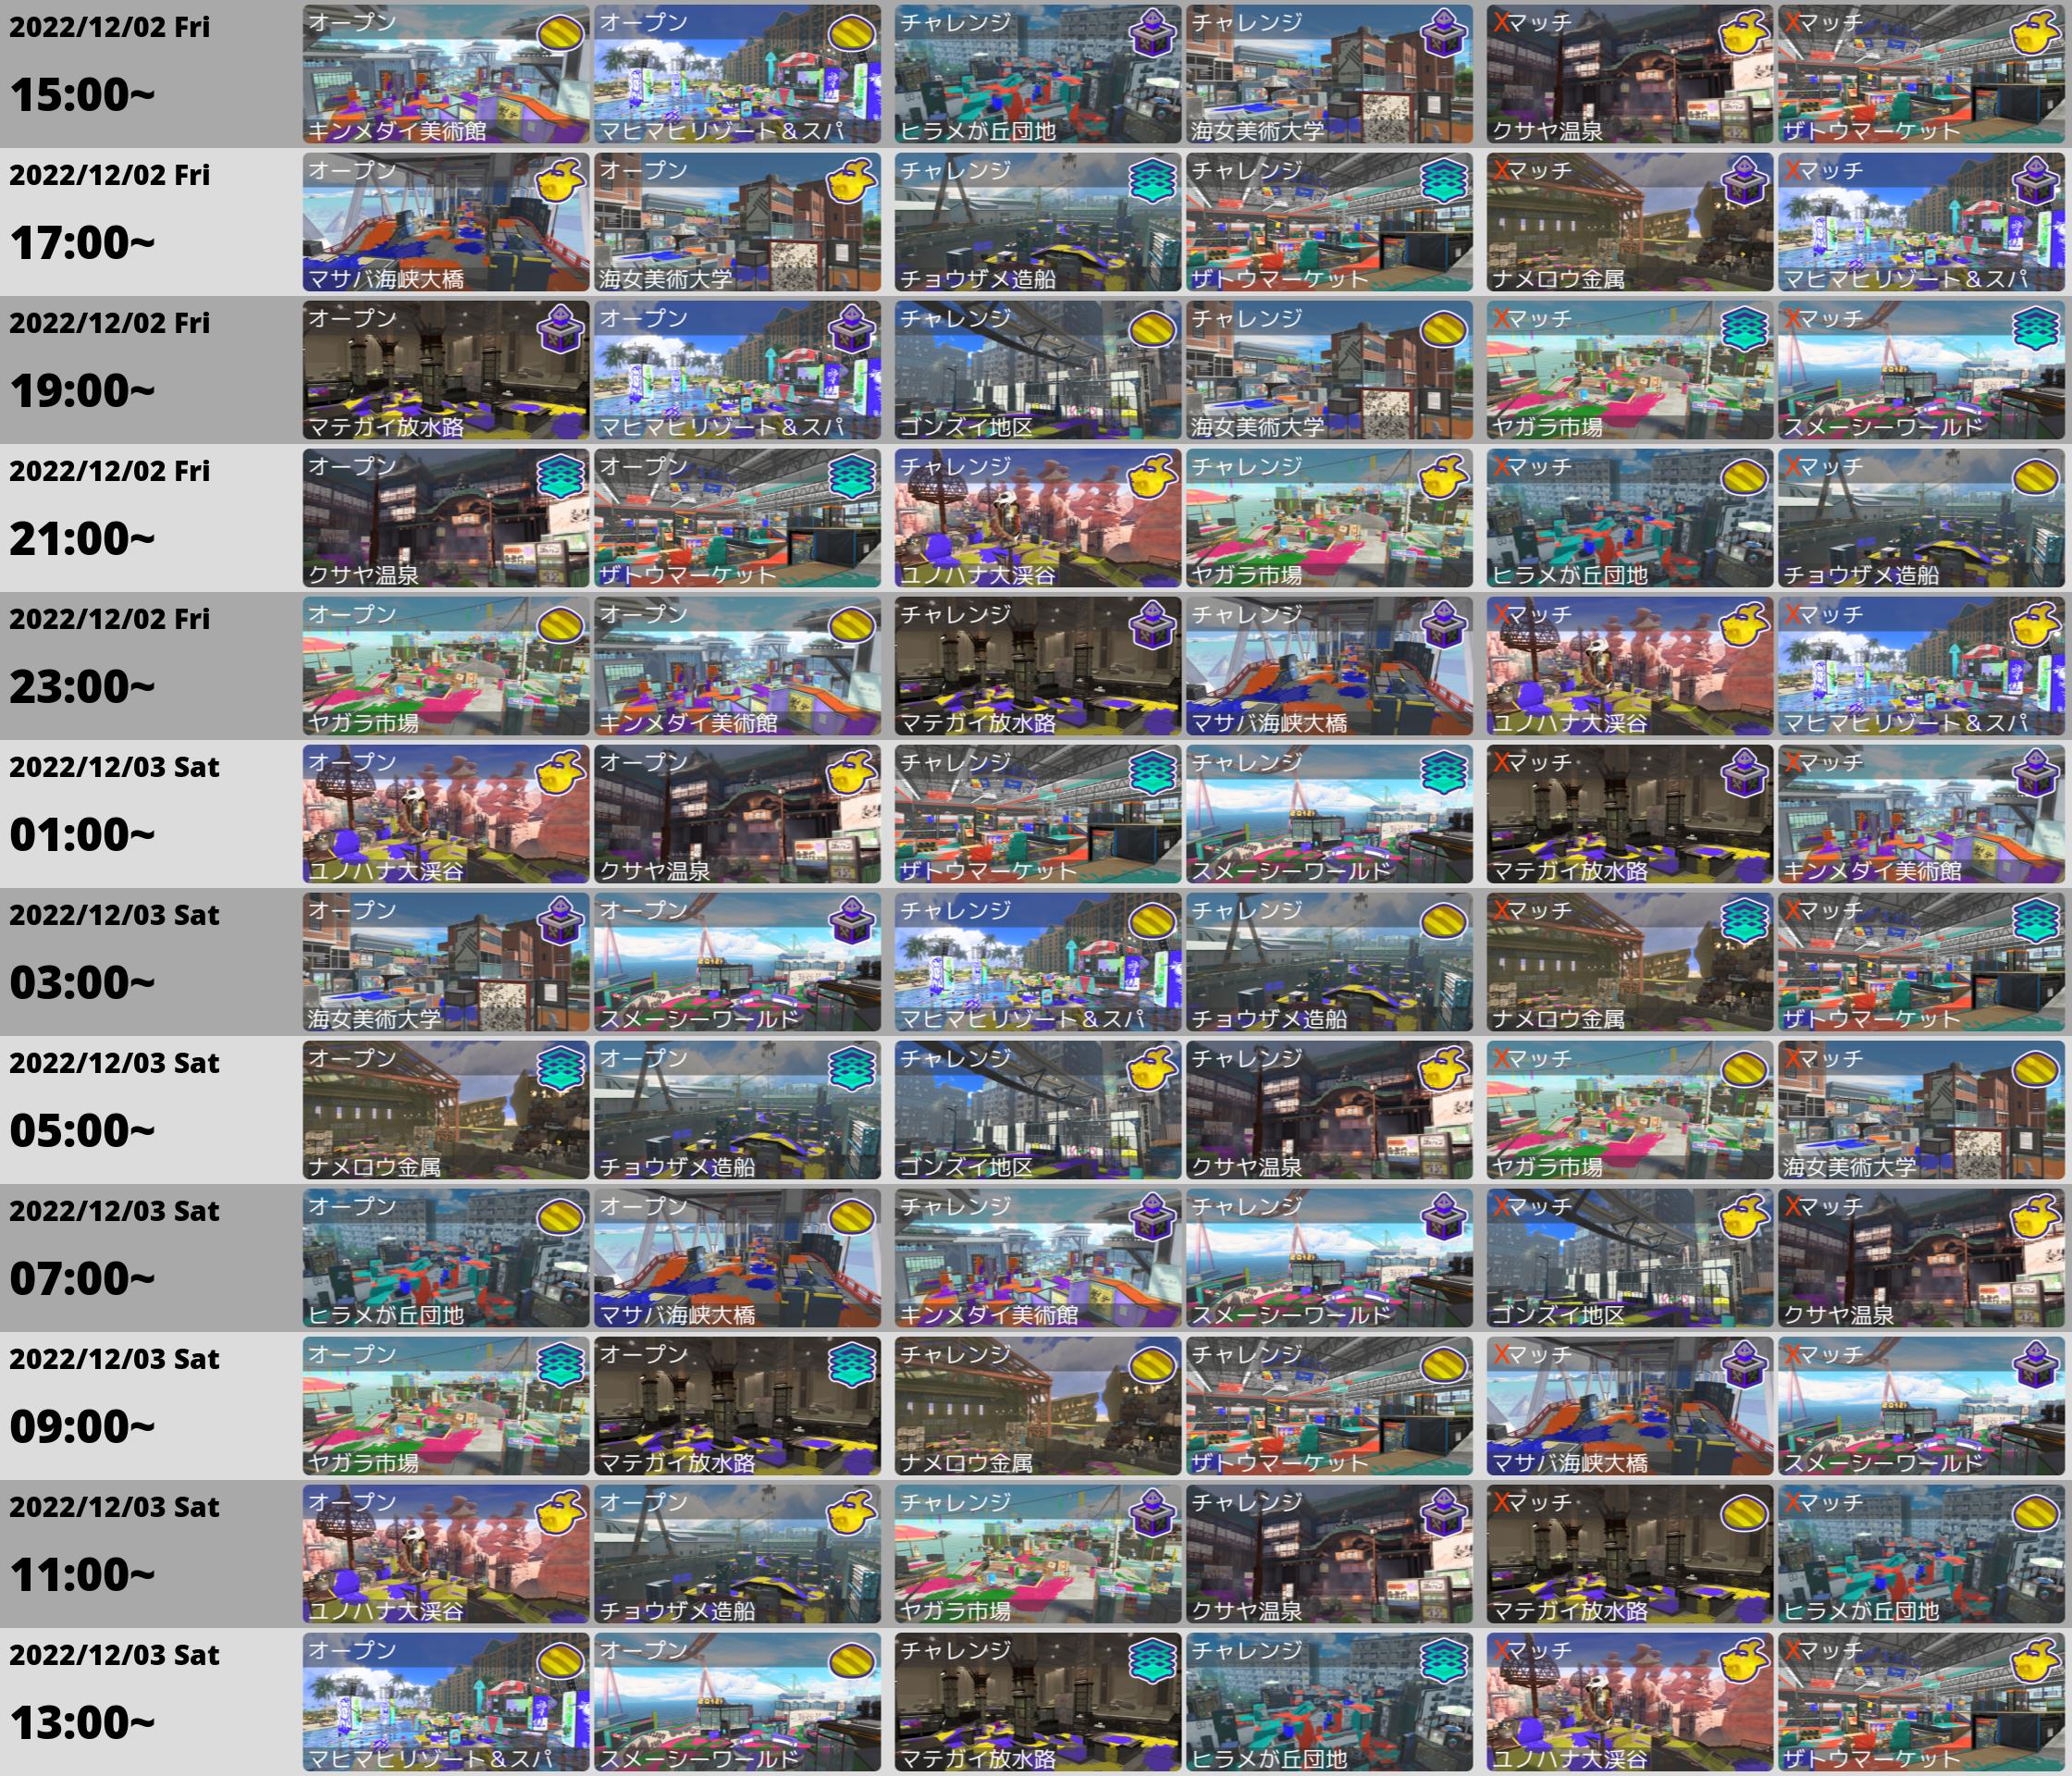 2022/12/02 Fri
15:00~
オープン
キンメダイ美術館
オープン
マヒマヒリゾート＆スパ
チャレンジ
ヒラメが丘団地
チャレンジ
海女美術大学
Xマッチ
クサヤ温泉
Xマッチ
ザトウマーケット
2022/12/02 Fri
17:00~
オープン
マサバ海峡大橋
オープン
海女美術大学
チャレンジ
チョウザメ造船
チャレンジ
ザトウマーケット
Xマッチ
ナメロウ金属
Xマッチ
マヒマヒリゾート＆スパ
2022/12/02 Fri
19:00~
オープン
マテガイ放水路
オープン
マヒマヒリゾート＆スパ
チャレンジ
ゴンズイ地区
チャレンジ
海女美術大学
Xマッチ
ヤガラ市場
Xマッチ
スメーシーワールド
2022/12/02 Fri
21:00~
オープン
クサヤ温泉
オープン
ザトウマーケット
チャレンジ
ユノハナ大渓谷
チャレンジ
ヤガラ市場
Xマッチ
ヒラメが丘団地
Xマッチ
チョウザメ造船
2022/12/02 Fri
23:00~
オープン
ヤガラ市場
オープン
キンメダイ美術館
チャレンジ
マテガイ放水路
チャレンジ
マサバ海峡大橋
Xマッチ
ユノハナ大渓谷
Xマッチ
マヒマヒリゾート＆スパ
2022/12/03 Sat
01:00~
オープン
ユノハナ大渓谷
オープン
クサヤ温泉
チャレンジ
ザトウマーケット
チャレンジ
スメーシーワールド
Xマッチ
マテガイ放水路
Xマッチ
キンメダイ美術館
2022/12/03 Sat
03:00~
オープン
海女美術大学
オープン
スメーシーワールド
チャレンジ
マヒマヒリゾート＆スパ
チャレンジ
チョウザメ造船
Xマッチ
ナメロウ金属
Xマッチ
ザトウマーケット
2022/12/03 Sat
05:00~
オープン
ナメロウ金属
オープン
チョウザメ造船
チャレンジ
ゴンズイ地区
チャレンジ
クサヤ温泉
Xマッチ
ヤガラ市場
Xマッチ
海女美術大学
2022/12/03 Sat
07:00~
オープン
ヒラメが丘団地
オープン
マサバ海峡大橋
チャレンジ
キンメダイ美術館
チャレンジ
スメーシーワールド
Xマッチ
ゴンズイ地区
Xマッチ
クサヤ温泉
2022/12/03 Sat
09:00~
オープン
ヤガラ市場
オープン
マテガイ放水路
チャレンジ
ナメロウ金属
チャレンジ
ザトウマーケット
Xマッチ
マサバ海峡大橋
Xマッチ
スメーシーワールド
2022/12/03 Sat
11:00~
オープン
ユノハナ大渓谷
オープン
チョウザメ造船
チャレンジ
ヤガラ市場
チャレンジ
クサヤ温泉
Xマッチ
マテガイ放水路
Xマッチ
ヒラメが丘団地
2022/12/03 Sat
13:00~
オープン
マヒマヒリゾート＆スパ
オープン
スメーシーワールド
チャレンジ
マテガイ放水路
チャレンジ
ヒラメが丘団地
Xマッチ
ユノハナ大渓谷
Xマッチ
ザトウマーケット